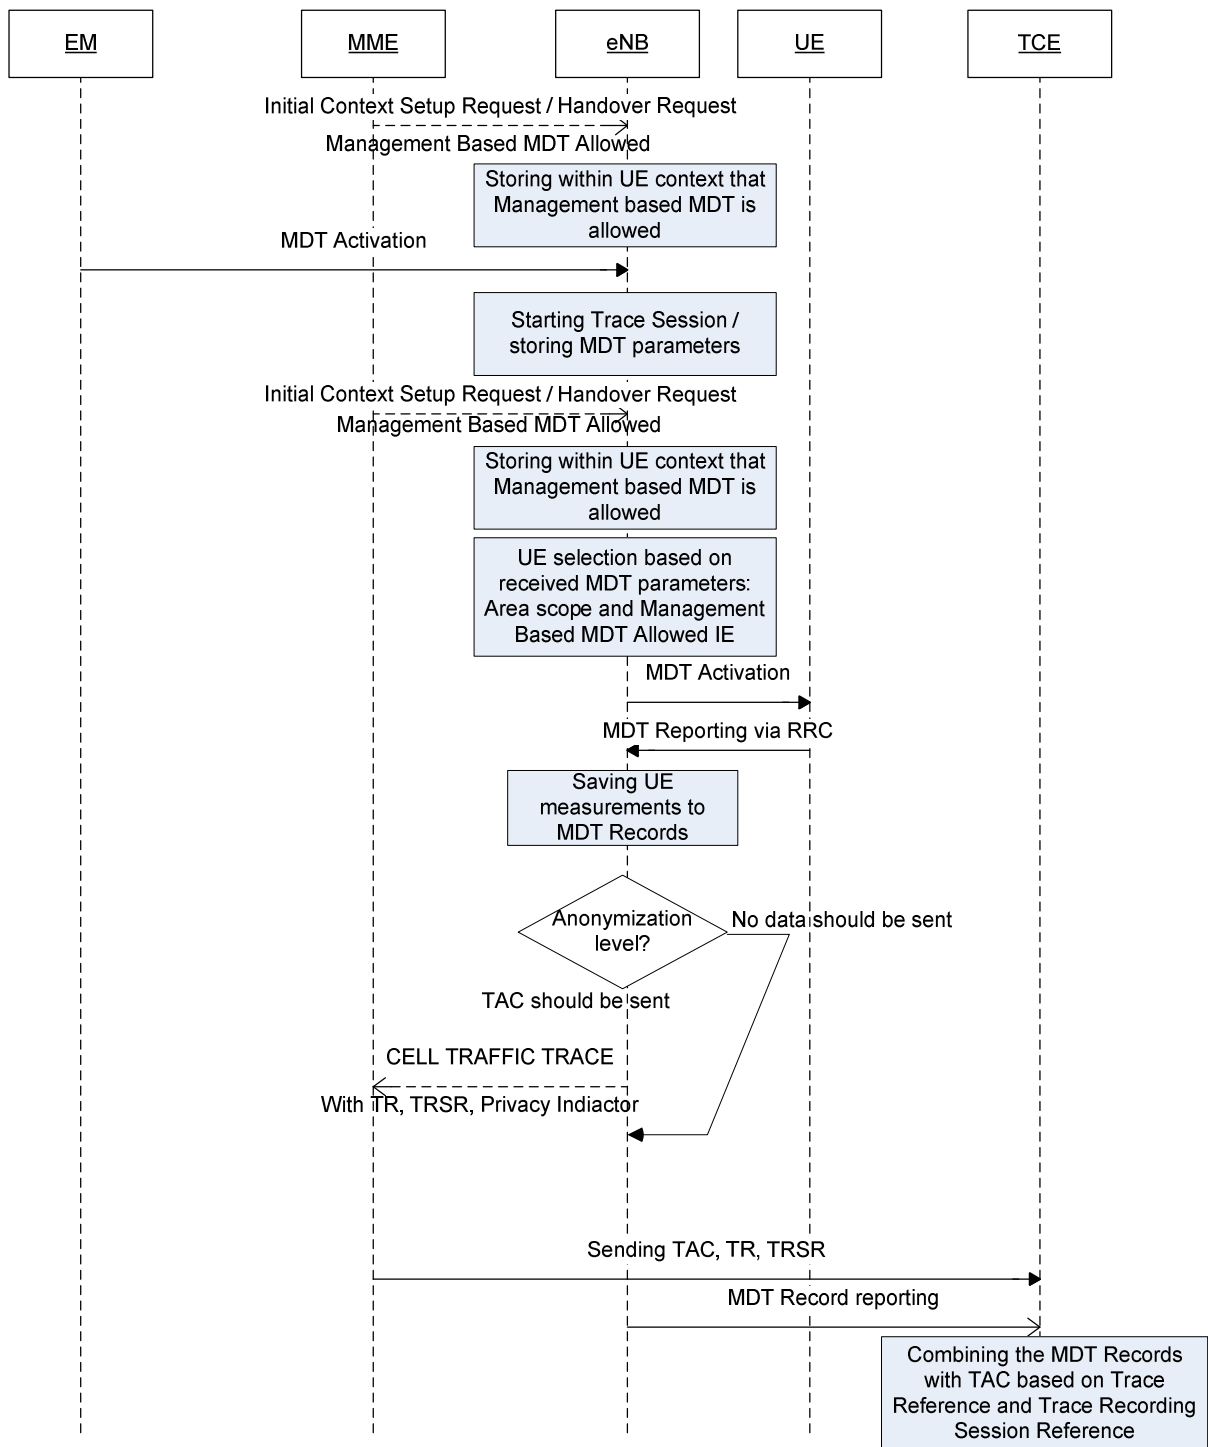 EM
MME
eNB
UE
TCE
Initial Context Setup Request / Handover Request
Management Based MDT Allowed
Storing within UE context that
Management based MDT is
allowed
MDT Activation
Starting Trace Session /
storing MDT parameters
Initial Context Setup Request / Handover Request
Management Based MDT Allowed
Storing within UE context that
Management based MDT is
allowed
UE selection based on
received MDT parameters:
Area scope and Management
Based MDT Allowed IE
MDT Activation
MDT Reporting via RRC
Saving UE
measurements to
MDT Records
Anonymization
level?
No data should be sent
TAC should be sent
CELL TRAFFIC TRACE
With TR, TRSR, Privacy Indiactor
Sending TAC, TR, TRSR
MDT Record reporting
Combining the MDT Records
with TAC based on Trace
Reference and Trace Recording
Session Reference